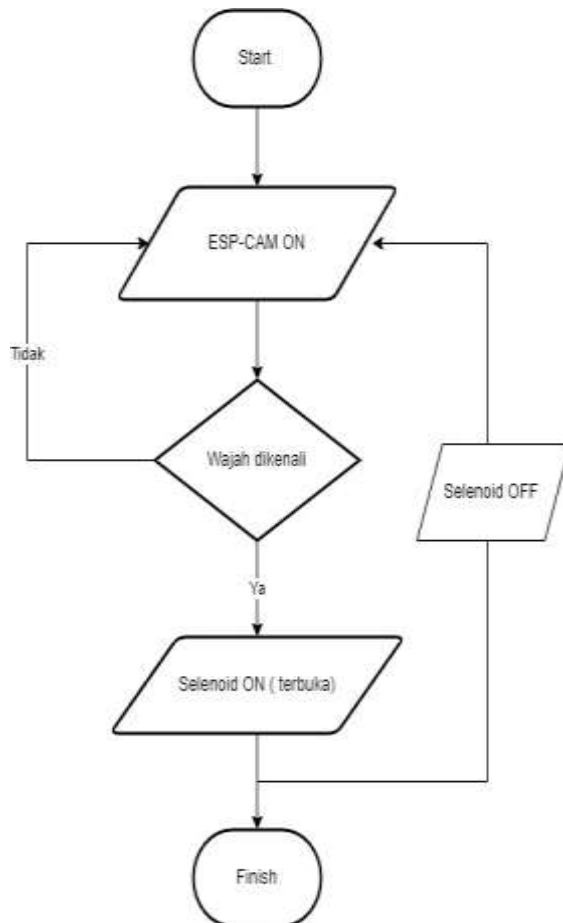 Start
ESP-CAM ON
Tidak
Wajah dikenali
Selenoid OFF
Ya
Selenoid ON ( terbuka)
Finish